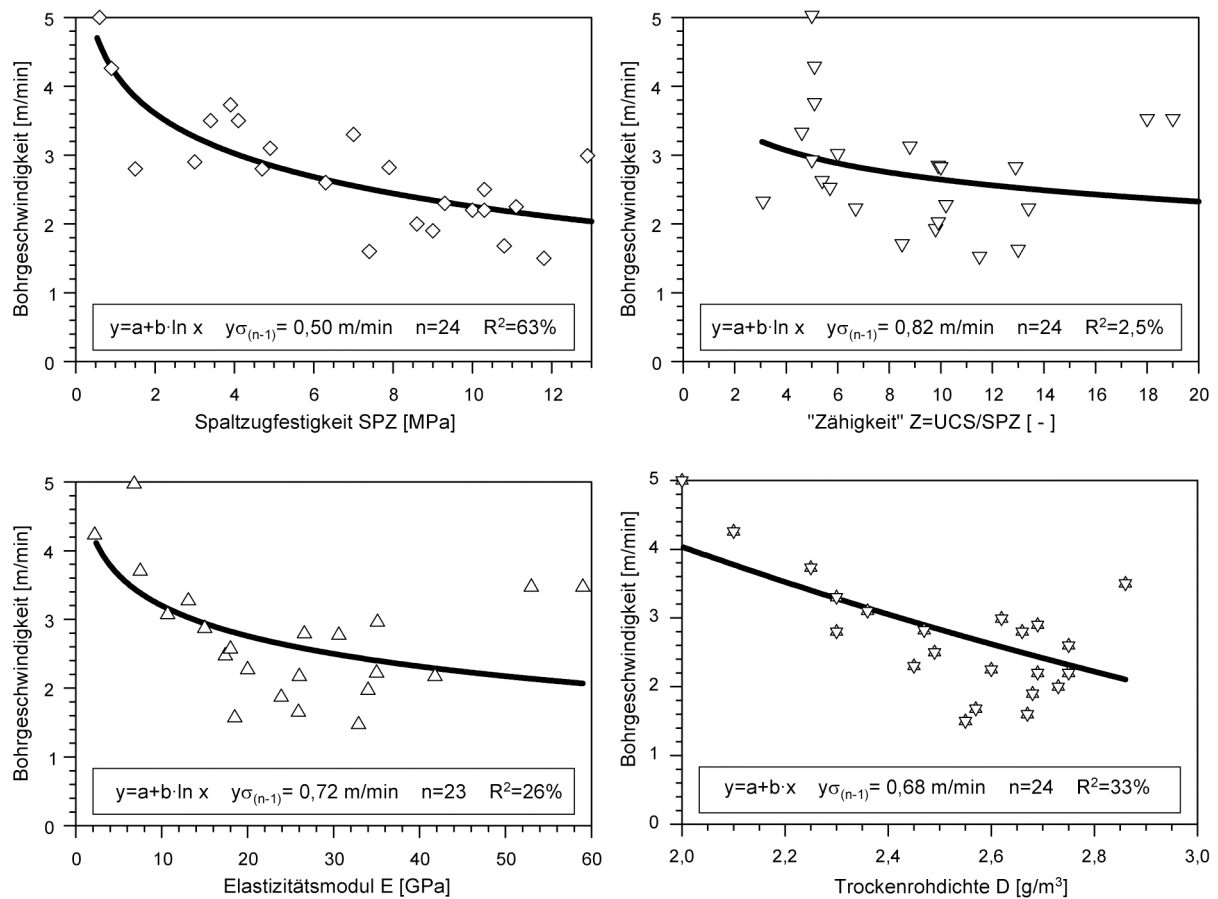 5
4
3
2
1
0
Bohrgeschwindigkeit [m/min]
y=a+b·ln x yσ(n-1)= 0,50 m/min n=24 R²=63%
0 2 4 6 8 10 12
Spaltzugfestigkeit SPZ [MPa]
5
4
3
2
1
0
Bohrgeschwindigkeit [m/min]
y=a+b·ln x yσ(n-1)= 0,82 m/min n=24 R²=2,5%
0 2 4 6 8 10 12 14 16 18 20
"Zähigkeit" Z=UCS/SPZ [ - ]
5
4
3
2
1
0
Bohrgeschwindigkeit [m/min]
y=a+b·ln x yσ(n-1)= 0,72 m/min n=23 R²=26%
0 10 20 30 40 50 60
Elastizitätsmodul E [GPa]
5
4
3
2
1
0
Bohrgeschwindigkeit [m/min]
y=a+b·x yσ(n-1)= 0,68 m/min n=24 R²=33%
2,0 2,2 2,4 2,6 2,8 3,0
Trockenrohdichte D [g/m³]